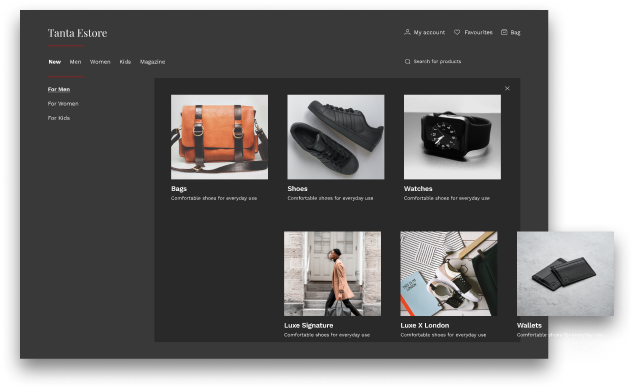 Tanta Estore
My account
Favourites
Bag
New
Men
Women
Kids
Magazine
Search for products
For Men
For Women
For Kids
Bags
Comfortable shoes for everyday use
Shoes
Comfortable shoes for everyday use
Watches
Comfortable shoes for everyday use
Luxe Signature
Comfortable shoes for everyday use
Luxe X London
Comfortable shoes for everyday use
Wallets
Comfortable